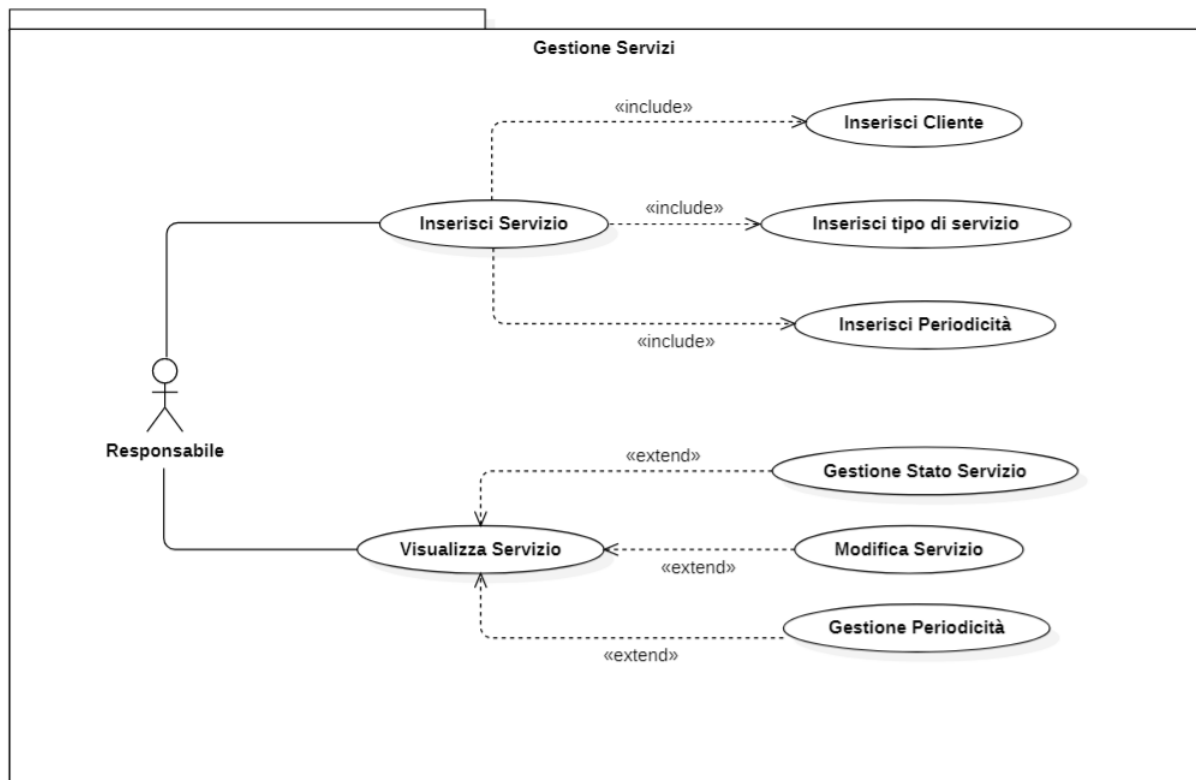 Gestione Servizi
«include»
Inserisci Cliente
Inserisci Servizio
«include»
Inserisci tipo di servizio
Inserisci Periodicità
«include»
Responsabile
«extend»
Gestione Stato Servizio
Visualizza Servizio
Modifica Servizio
«extend»
Gestione Periodicità
«extend»